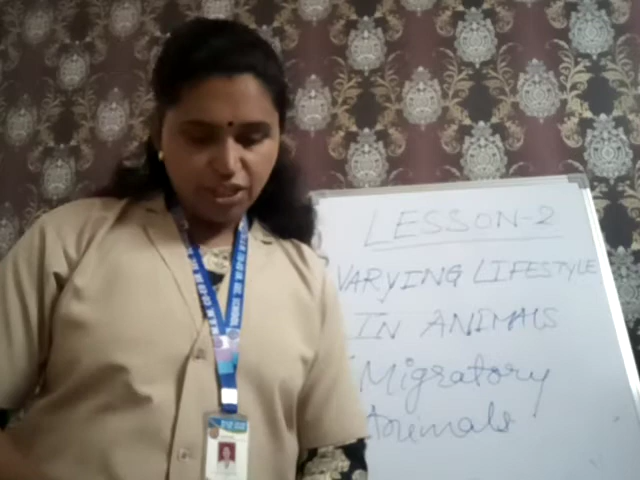 LESSON-2
VARYING LIFESTYLE
IN ANIMALS
Migratory
Animals